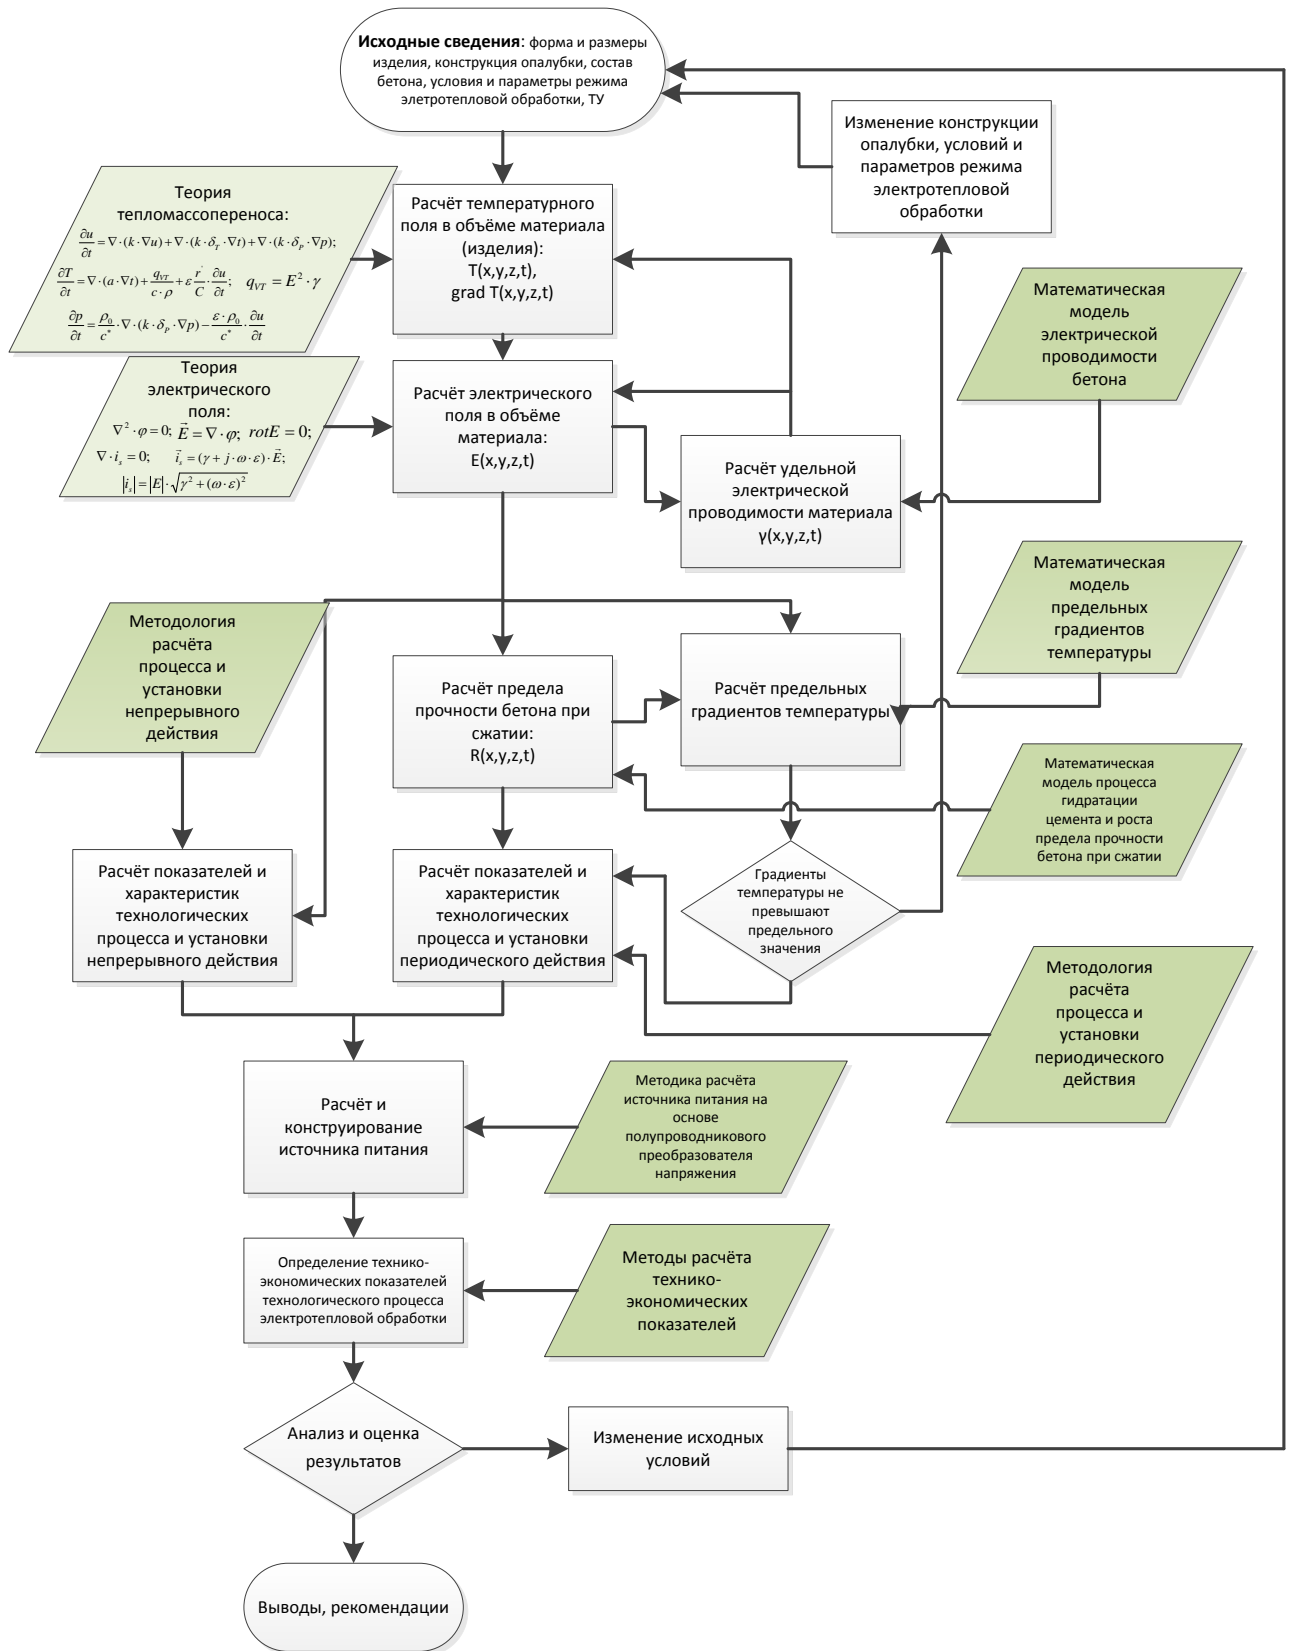 Исходные сведения: форма и размеры
изделия, конструкция опалубки, состав
бетона, условия и параметры режима
элетротепловой обработки, ТУ
Изменение конструкции
опалубки, условий и
параметров режима
электротепловой
обработки
Теория
тепломассопереноса:
∂u/∂t = ∇·(k·∇u) + ∇·(k·δ_T·∇t) + ∇·(k·δ_P·∇p);
∂T/∂t = ∇·(a·∇t) + q_VT/(c·ρ) + ε r'/C · ∂u/∂t; q_VT = E²·γ
∂p/∂t = ρ₀/c* · ∇·(k·δ_P·∇p) − ε·ρ₀/c* · ∂u/∂t
Расчёт температурного
поля в объёме материала
(изделия):
T(x,y,z,t),
grad T(x,y,z,t)
Математическая
модель
электрической
проводимости
бетона
Теория
электрического
поля:
∇²·φ=0; E⃗=∇·φ; rotE=0;
∇·i_s=0; i⃗_s=(γ+j·ω·ε)·E⃗;
|i_s|=|E|·√(γ²+(ω·ε)²)
Расчёт электрического
поля в объёме
материала:
E(x,y,z,t)
Расчёт удельной
электрической
проводимости материала
γ(x,y,z,t)
Математическая
модель
предельных
градиентов
температуры
Методология
расчёта
процесса и
установки
непрерывного
действия
Расчёт предела
прочности бетона при
сжатии:
R(x,y,z,t)
Расчёт предельных
градиентов температуры
Математическая
модель процесса
гидратации
цемента и роста
предела прочности
бетона при сжатии
Расчёт показателей и
характеристик
технологических
процесса и установки
непрерывного действия
Расчёт показателей и
характеристик
технологических
процесса и установки
периодического действия
Градиенты
температуры не
превышают
предельного
значения
Методология
расчёта
процесса и
установки
периодического
действия
Расчёт и
конструирование
источника питания
Методика расчёта
источника питания на
основе
полупроводникового
преобразователя
напряжения
Определение технико-
экономических показателей
технологического процесса
электротепловой обработки
Методы расчёта
технико-
экономических
показателей
Анализ и оценка
результатов
Изменение исходных
условий
Выводы, рекомендации